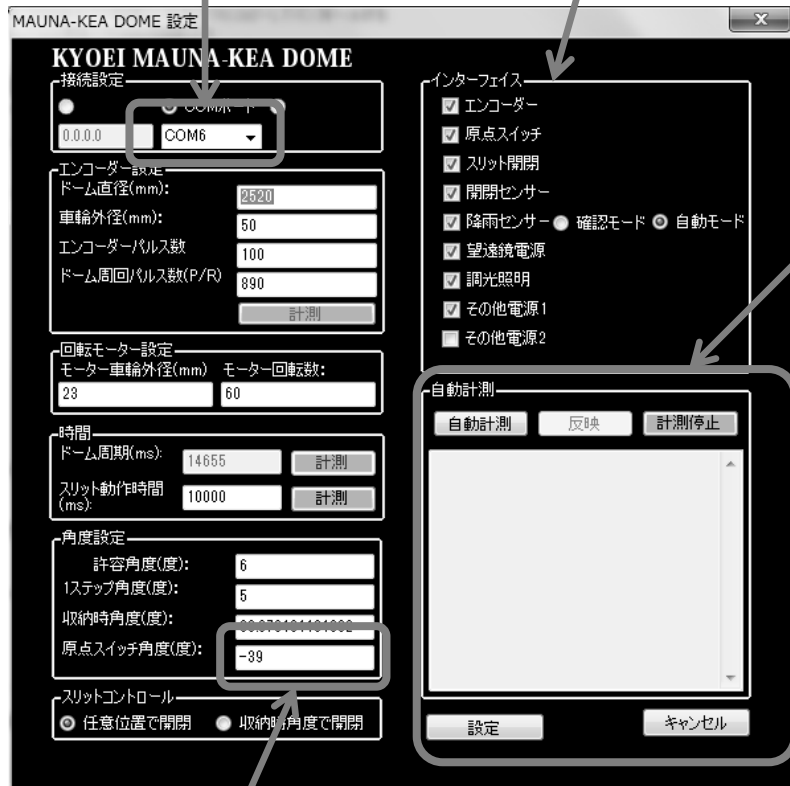 MAUNA-KEA DOME 設定
KYOEI MAUNA-KEA DOME
接続設定
COMポート
0.0.0.0
COM6
エンコーダー設定
ドーム直径(mm):
2520
車輪外径(mm):
50
エンコーダーパルス数
100
ドーム周回パルス数(P/R)
890
計測
回転モーター設定
モーター車輪外径(mm) モーター回転数:
23 60
時間
ドーム周期(ms): 14655 計測
スリット動作時間
(ms):
10000 計測
角度設定
許容角度(度): 6
1ステップ角度(度): 5
収納時角度(度):
原点スイッチ角度(度): -39
スリットコントロール
任意位置で開閉 収納時角度で開閉
インターフェイス
エンコーダー
原点スイッチ
スリット開閉
開閉センサー
降雨センサー 確認モード 自動モード
望遠鏡電源
調光照明
その他電源1
その他電源2
自動計測
自動計測 反映 計測停止
設定 キャンセル